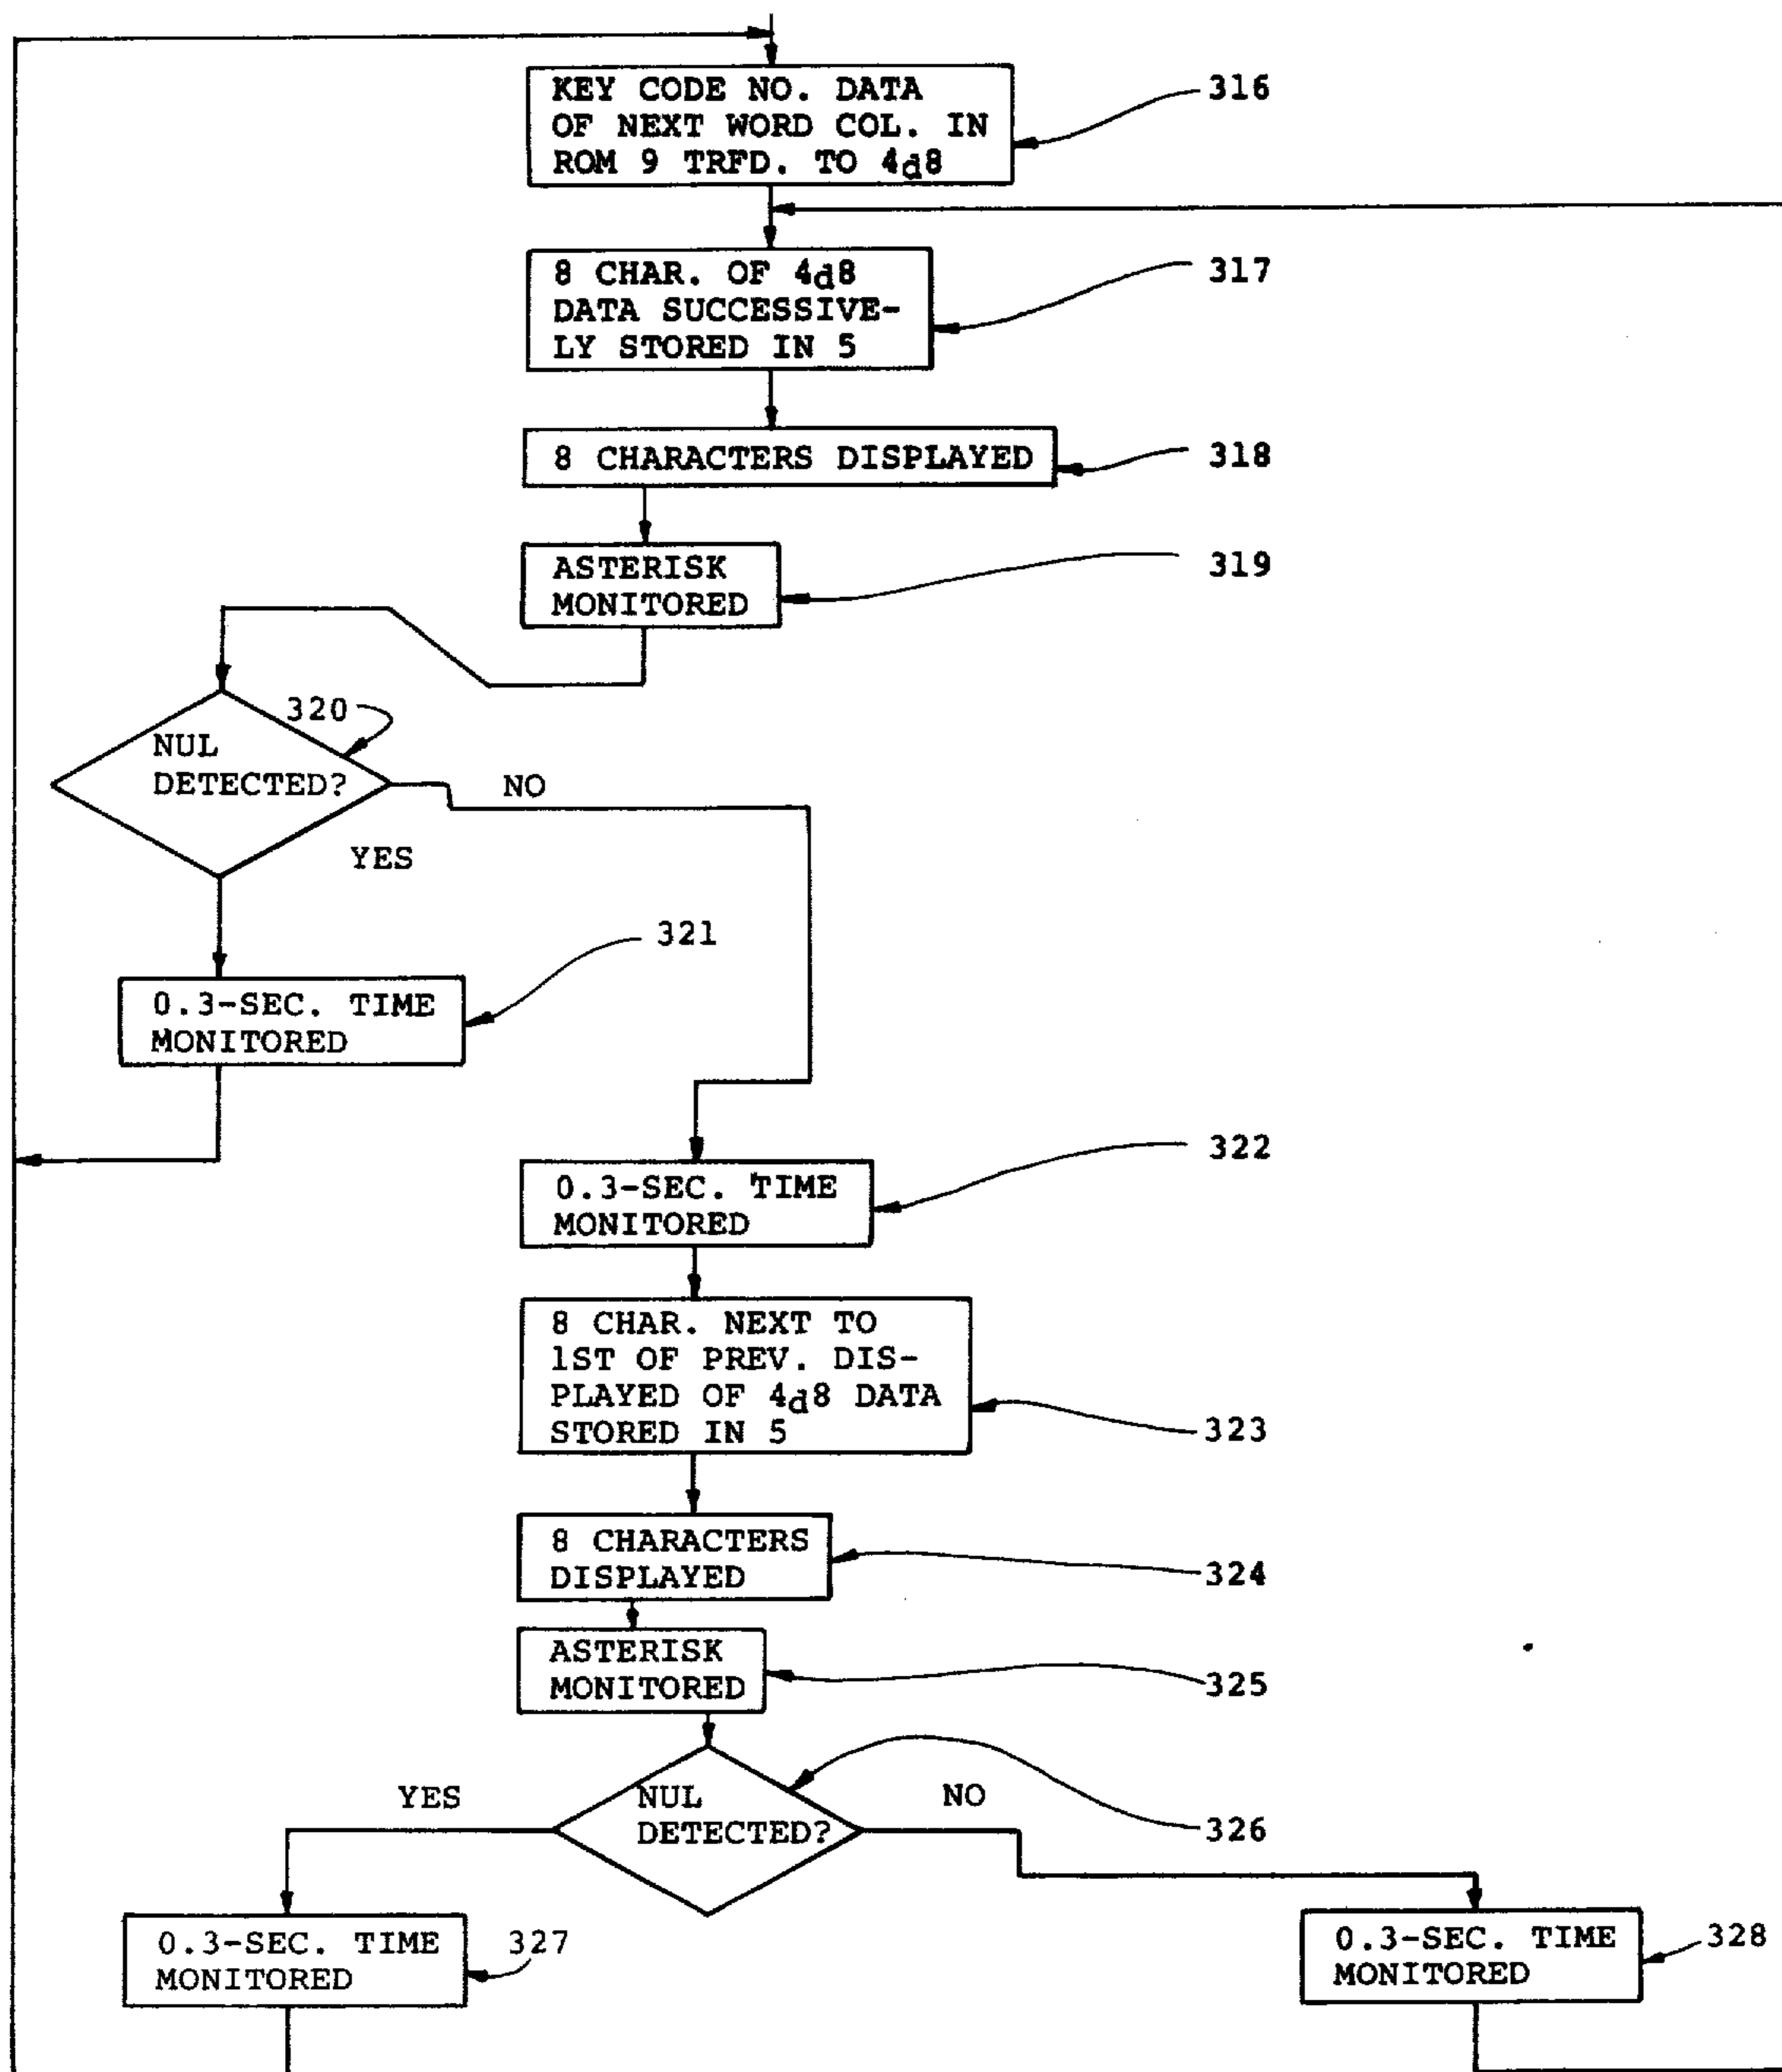 KEY CODE NO. DATA
OF NEXT WORD COL. IN
ROM 9 TRFD. TO 4d8
316
8 CHAR. OF 4d8
DATA SUCCESSIVE-
LY STORED IN 5
317
8 CHARACTERS DISPLAYED
318
ASTERISK
MONITORED
319
320
NUL
DETECTED?
NO
YES
321
0.3-SEC. TIME
MONITORED
322
0.3-SEC. TIME
MONITORED
8 CHAR. NEXT TO
1ST OF PREV. DIS-
PLAYED OF 4d8 DATA
STORED IN 5
323
8 CHARACTERS
DISPLAYED
324
ASTERISK
MONITORED
325
YES
NUL
DETECTED?
NO
326
0.3-SEC. TIME
MONITORED
327
0.3-SEC. TIME
MONITORED
328